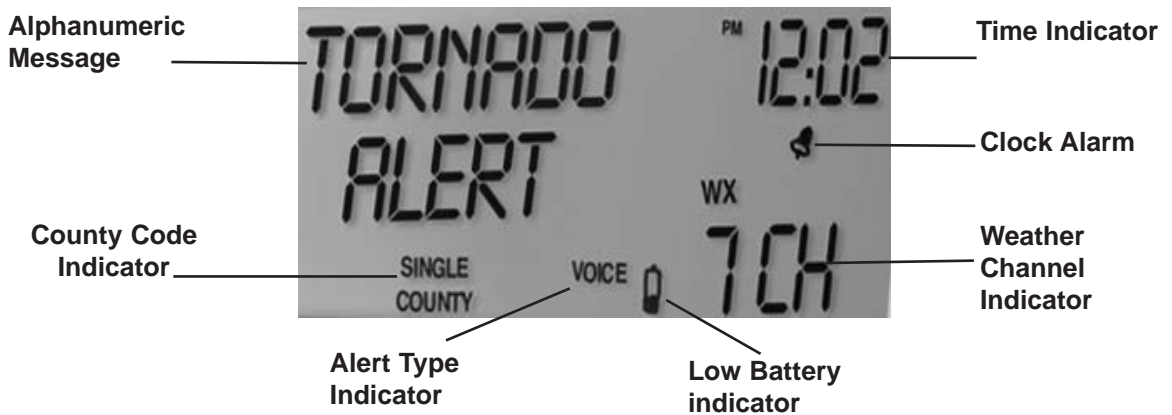 Alphanumeric
Message
TORNADO
PM 12:02
Time Indicator
ALERT
Clock Alarm
WX
County Code
Indicator
SINGLE
COUNTY
VOICE
7CH
Weather
Channel
Indicator
Alert Type
Indicator
Low Battery
indicator